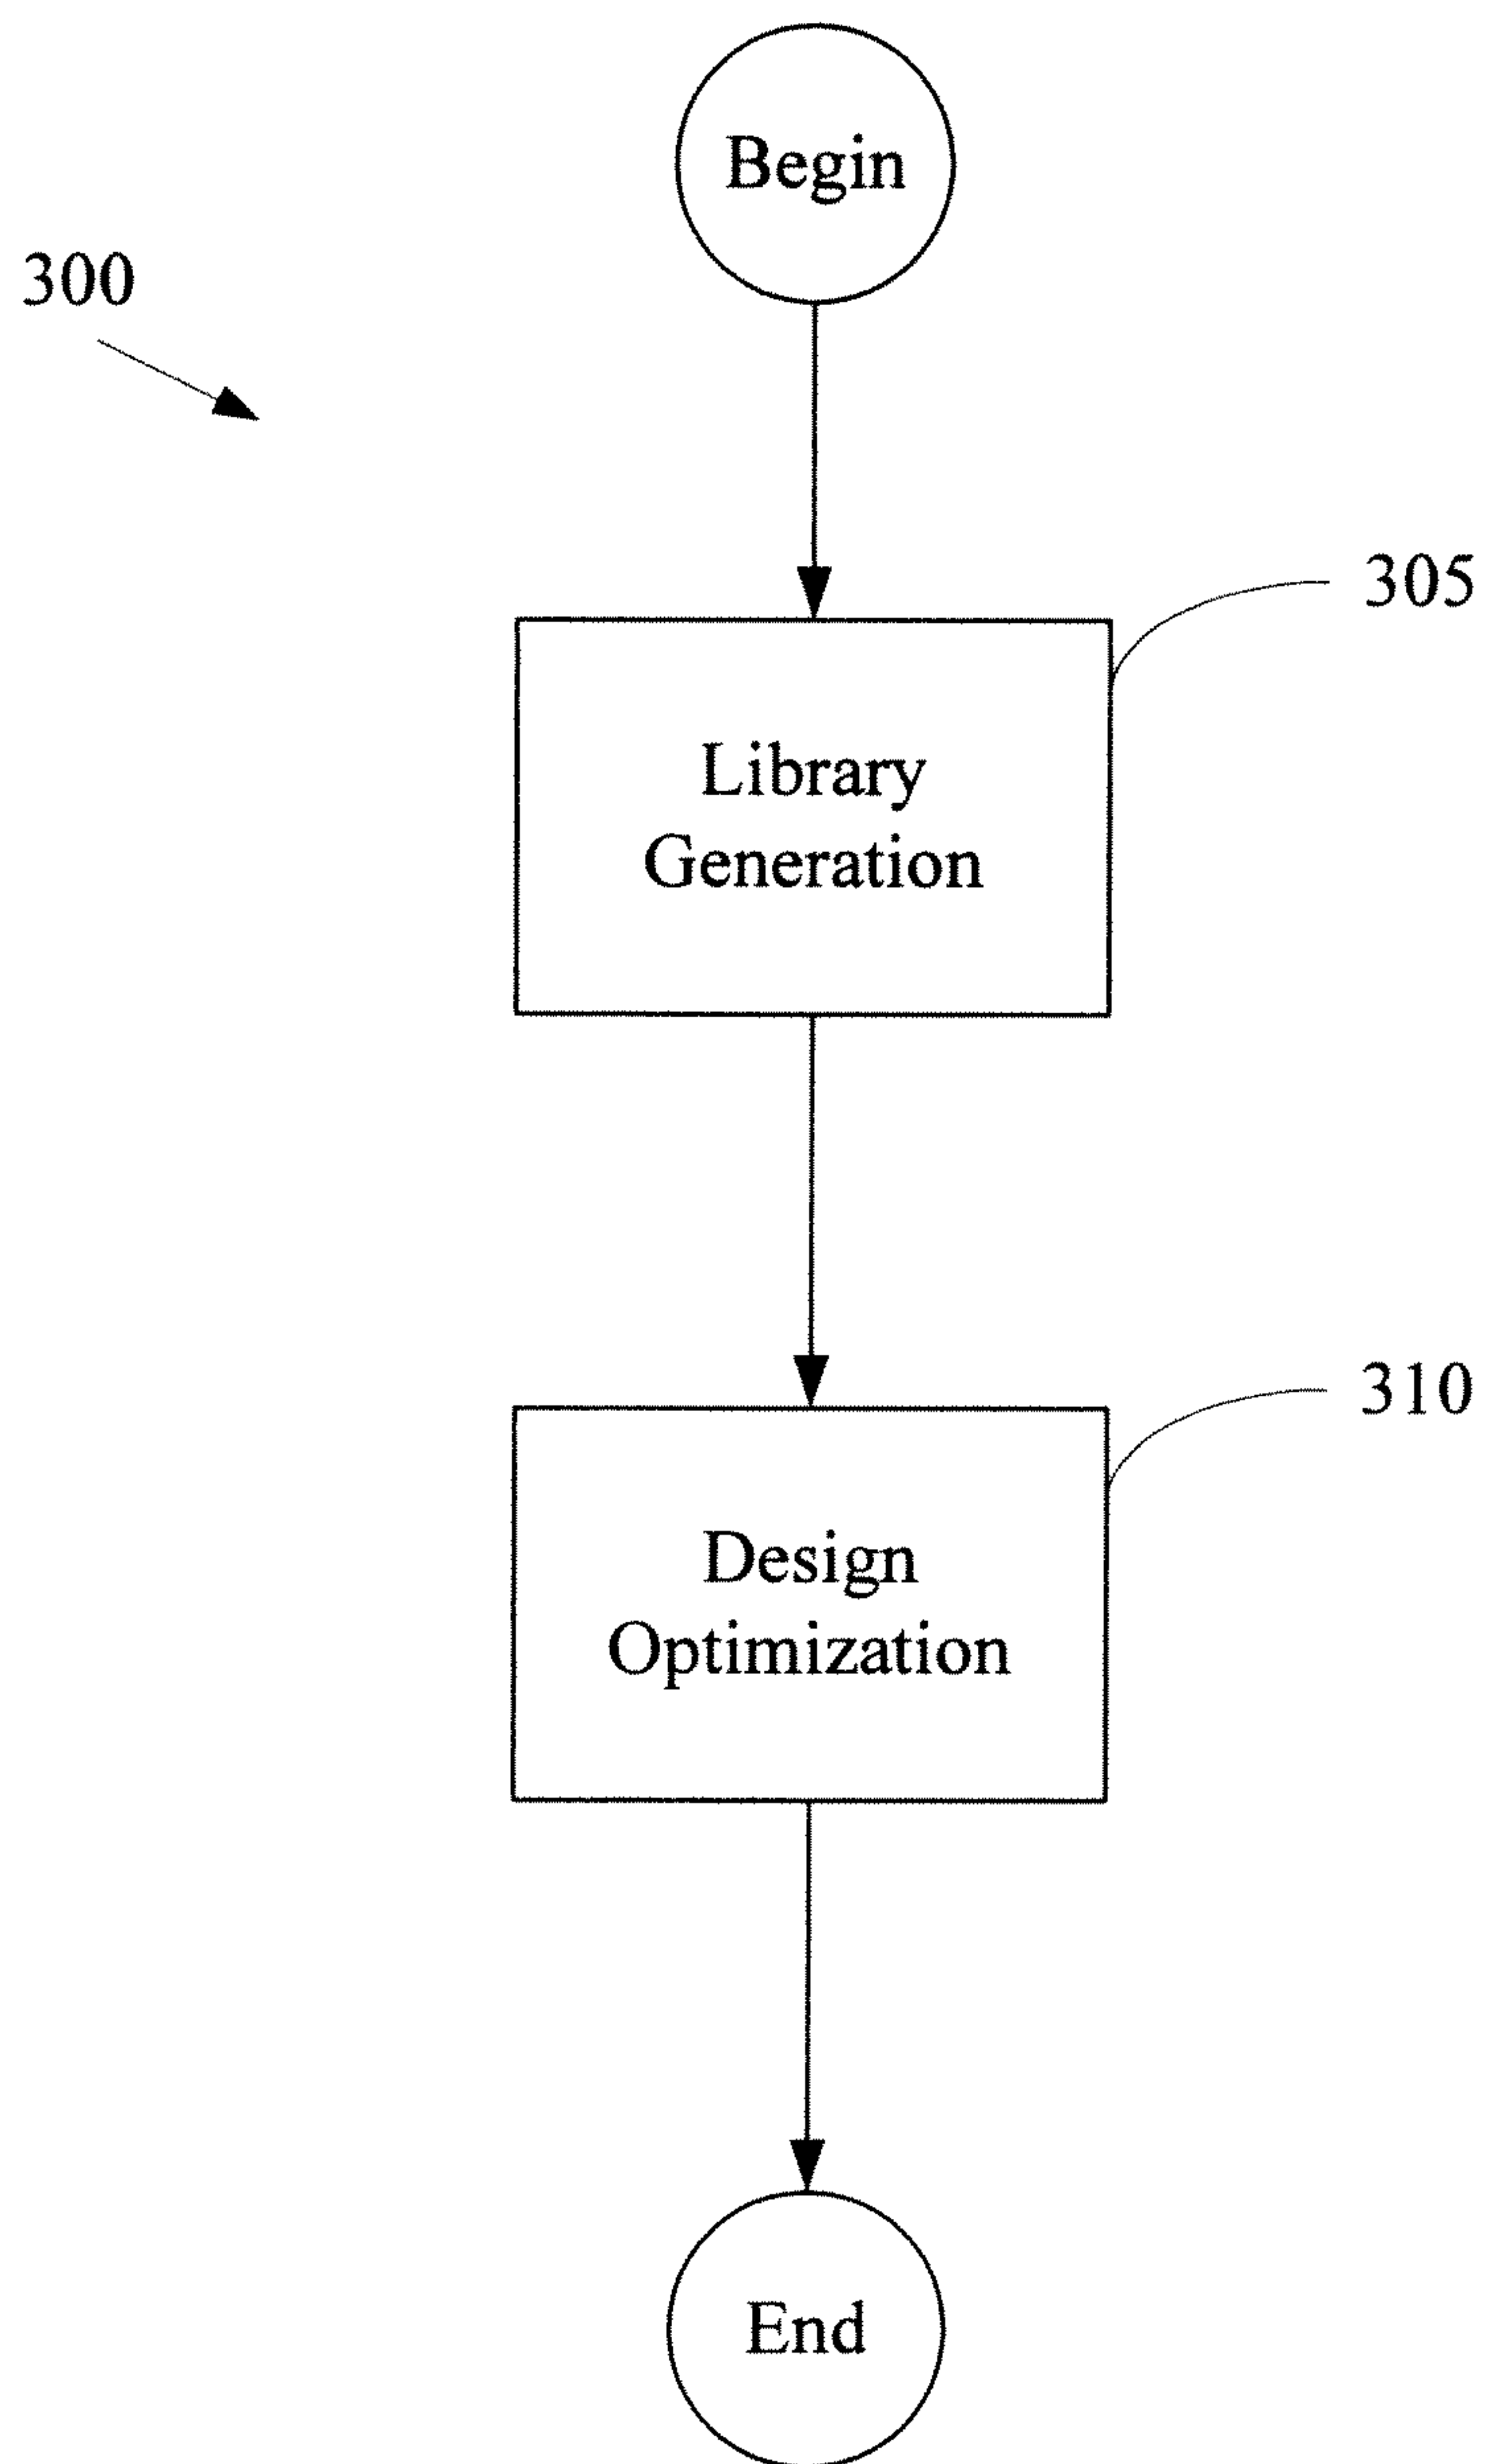 Begin
300
305
Library
Generation
310
Design
Optimization
End